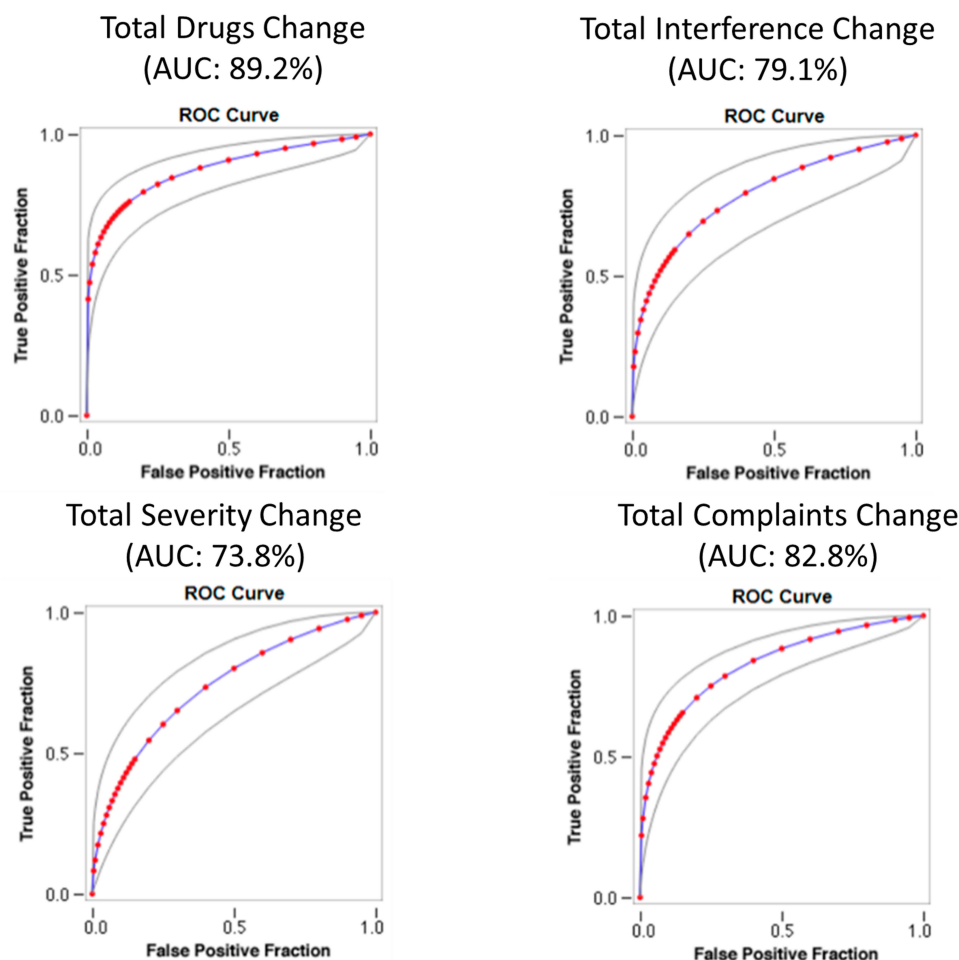 Total Drugs Change
(AUC: 89.2%)
ROC Curve
1.0
0.5
0.0
True Positive Fraction
0.0 0.5 1.0
False Positive Fraction
Total Interference Change
(AUC: 79.1%)
ROC Curve
1.0
0.5
0.0
True Positive Fraction
0.0 0.5 1.0
False Positive Fraction
Total Severity Change
(AUC: 73.8%)
ROC Curve
1.0
0.5
0.0
True Positive Fraction
0.0 0.5 1.0
False Positive Fraction
Total Complaints Change
(AUC: 82.8%)
ROC Curve
1.0
0.5
0.0
True Positive Fraction
0.0 0.5 1.0
False Positive Fraction